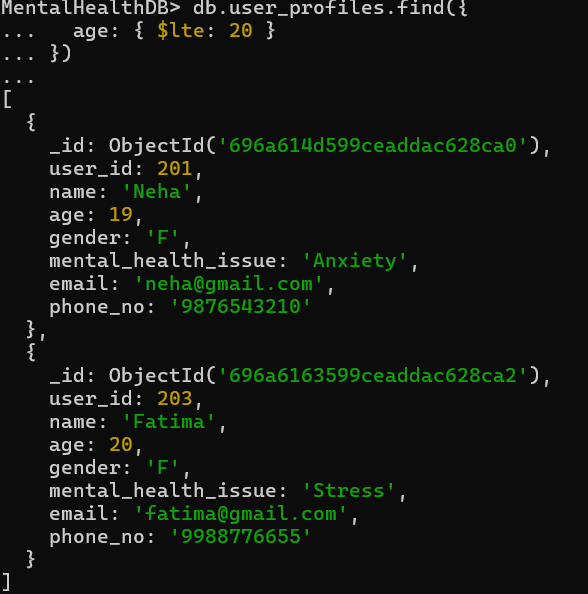 MentalHealthDB> db.user_profiles.find({
...   age: { $lte: 20 }
... })
...
[
  {
    _id: ObjectId('696a614d599ceaddac628ca0'),
    user_id: 201,
    name: 'Neha',
    age: 19,
    gender: 'F',
    mental_health_issue: 'Anxiety',
    email: 'neha@gmail.com',
    phone_no: '9876543210'
  },
  {
    _id: ObjectId('696a6163599ceaddac628ca2'),
    user_id: 203,
    name: 'Fatima',
    age: 20,
    gender: 'F',
    mental_health_issue: 'Stress',
    email: 'fatima@gmail.com',
    phone_no: '9988776655'
  }
]